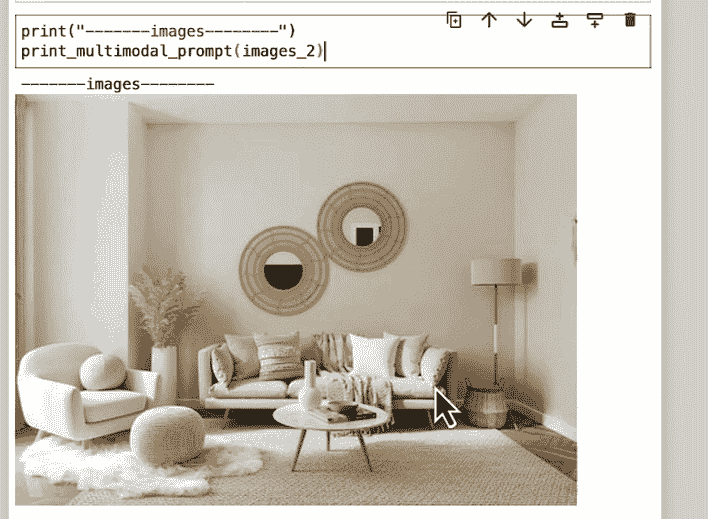 print("-------images--------")
print_multimodal_prompt(images_2)
-------images--------